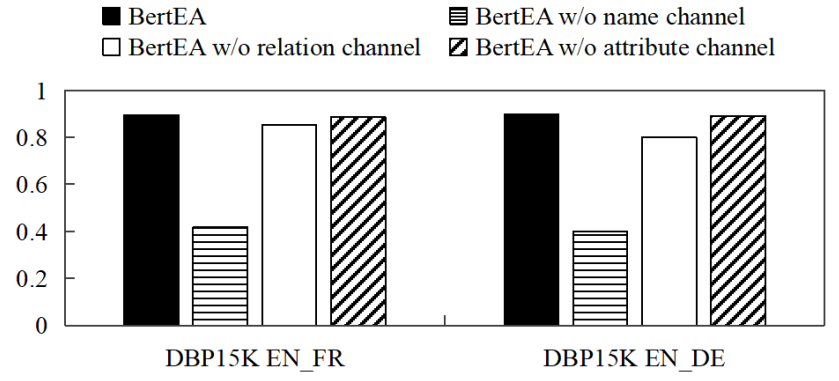 BertEA
BertEA w/o name channel
BertEA w/o relation channel
BertEA w/o attribute channel
1
0.8
0.6
0.4
0.2
0
DBP15K EN_FR
DBP15K EN_DE